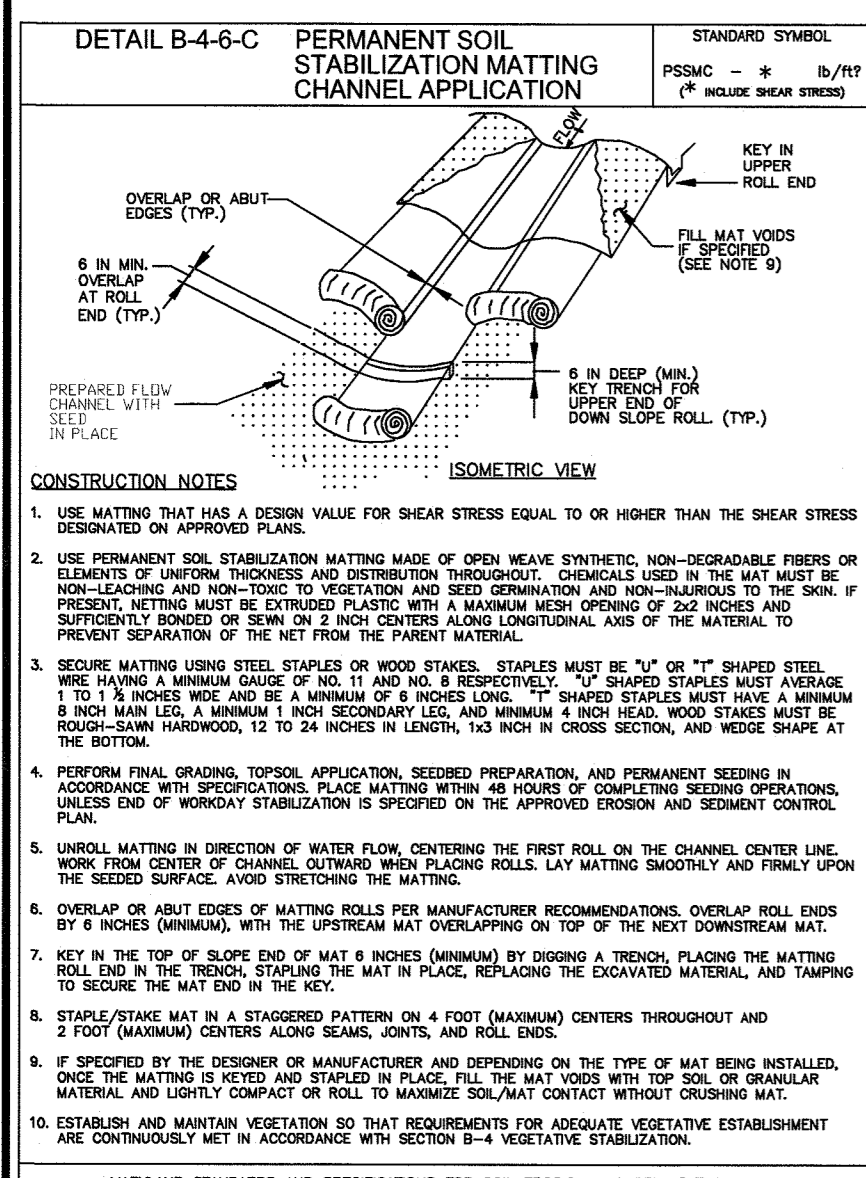 DETAIL B-4-6-C PERMANENT SOIL
STABILIZATION MATTING
CHANNEL APPLICATION
STANDARD SYMBOL
PSSMC - * lb/ft?
(* INCLUDE SHEAR STRESS)
FLOW
KEY IN
UPPER
ROLL END
OVERLAP OR ABUT
EDGES (TYP.)
FILL MAT VOIDS
IF SPECIFIED
(SEE NOTE 9)
6 IN MIN.
OVERLAP
AT ROLL
END (TYP.)
6 IN DEEP (MIN.)
KEY TRENCH FOR
UPPER END OF
DOWN SLOPE ROLL. (TYP.)
PREPARED FLOW
CHANNEL WITH
SEED
IN PLACE
ISOMETRIC VIEW
CONSTRUCTION NOTES
1. USE MATTING THAT HAS A DESIGN VALUE FOR SHEAR STRESS EQUAL TO OR HIGHER THAN THE SHEAR STRESS
DESIGNATED ON APPROVED PLANS.
2. USE PERMANENT SOIL STABILIZATION MATTING MADE OF OPEN WEAVE SYNTHETIC, NON-DEGRADABLE FIBERS OR
ELEMENTS OF UNIFORM THICKNESS AND DISTRIBUTION THROUGHOUT. CHEMICALS USED IN THE MAT MUST BE
NON-LEACHING AND NON-TOXIC TO VEGETATION AND SEED GERMINATION AND NON-INJURIOUS TO THE SKIN. IF
PRESENT, NETTING MUST BE EXTRUDED PLASTIC WITH A MAXIMUM MESH OPENING OF 2x2 INCHES AND
SUFFICIENTLY BONDED OR SEWN ON 2 INCH CENTERS ALONG LONGITUDINAL AXIS OF THE MATERIAL TO
PREVENT SEPARATION OF THE NET FROM THE PARENT MATERIAL.
3. SECURE MATTING USING STEEL STAPLES OR WOOD STAKES. STAPLES MUST BE "U" OR "T" SHAPED STEEL
WIRE HAVING A MINIMUM GAUGE OF NO. 11 AND NO. 8 RESPECTIVELY. "U" SHAPED STAPLES MUST AVERAGE
1 TO 1 ½ INCHES WIDE AND BE A MINIMUM OF 6 INCHES LONG. "T" SHAPED STAPLES MUST HAVE A MINIMUM
8 INCH MAIN LEG, A MINIMUM 1 INCH SECONDARY LEG, AND MINIMUM 4 INCH HEAD. WOOD STAKES MUST BE
ROUGH-SAWN HARDWOOD, 12 TO 24 INCHES IN LENGTH, 1x3 INCH IN CROSS SECTION, AND WEDGE SHAPE AT
THE BOTTOM.
4. PERFORM FINAL GRADING, TOPSOIL APPLICATION, SEEDBED PREPARATION, AND PERMANENT SEEDING IN
ACCORDANCE WITH SPECIFICATIONS. PLACE MATTING WITHIN 48 HOURS OF COMPLETING SEEDING OPERATIONS,
UNLESS END OF WORKDAY STABILIZATION IS SPECIFIED ON THE APPROVED EROSION AND SEDIMENT CONTROL
PLAN.
5. UNROLL MATTING IN DIRECTION OF WATER FLOW, CENTERING THE FIRST ROLL ON THE CHANNEL CENTER LINE.
WORK FROM CENTER OF CHANNEL OUTWARD WHEN PLACING ROLLS. LAY MATTING SMOOTHLY AND FIRMLY UPON
THE SEEDED SURFACE. AVOID STRETCHING THE MATTING.
6. OVERLAP OR ABUT EDGES OF MATTING ROLLS PER MANUFACTURER RECOMMENDATIONS. OVERLAP ROLL ENDS
BY 6 INCHES (MINIMUM), WITH THE UPSTREAM MAT OVERLAPPING ON TOP OF THE NEXT DOWNSTREAM MAT.
7. KEY IN THE TOP OF SLOPE END OF MAT 6 INCHES (MINIMUM) BY DIGGING A TRENCH, PLACING THE MATTING
ROLL END IN THE TRENCH, STAPLING THE MAT IN PLACE, REPLACING THE EXCAVATED MATERIAL, AND TAMPING
TO SECURE THE MAT END IN THE KEY.
8. STAPLE/STAKE MAT IN A STAGGERED PATTERN ON 4 FOOT (MAXIMUM) CENTERS THROUGHOUT AND
2 FOOT (MAXIMUM) CENTERS ALONG SEAMS, JOINTS, AND ROLL ENDS.
9. IF SPECIFIED BY THE DESIGNER OR MANUFACTURER AND DEPENDING ON THE TYPE OF MAT BEING INSTALLED,
ONCE THE MATTING IS KEYED AND STAPLED IN PLACE, FILL THE MAT VOIDS WITH TOP SOIL OR GRANULAR
MATERIAL AND LIGHTLY COMPACT OR ROLL TO MAXIMIZE SOIL/MAT CONTACT WITHOUT CRUSHING MAT.
10. ESTABLISH AND MAINTAIN VEGETATION SO THAT REQUIREMENTS FOR ADEQUATE VEGETATIVE ESTABLISHMENT
ARE CONTINUOUSLY MET IN ACCORDANCE WITH SECTION B-4 VEGETATIVE STABILIZATION.